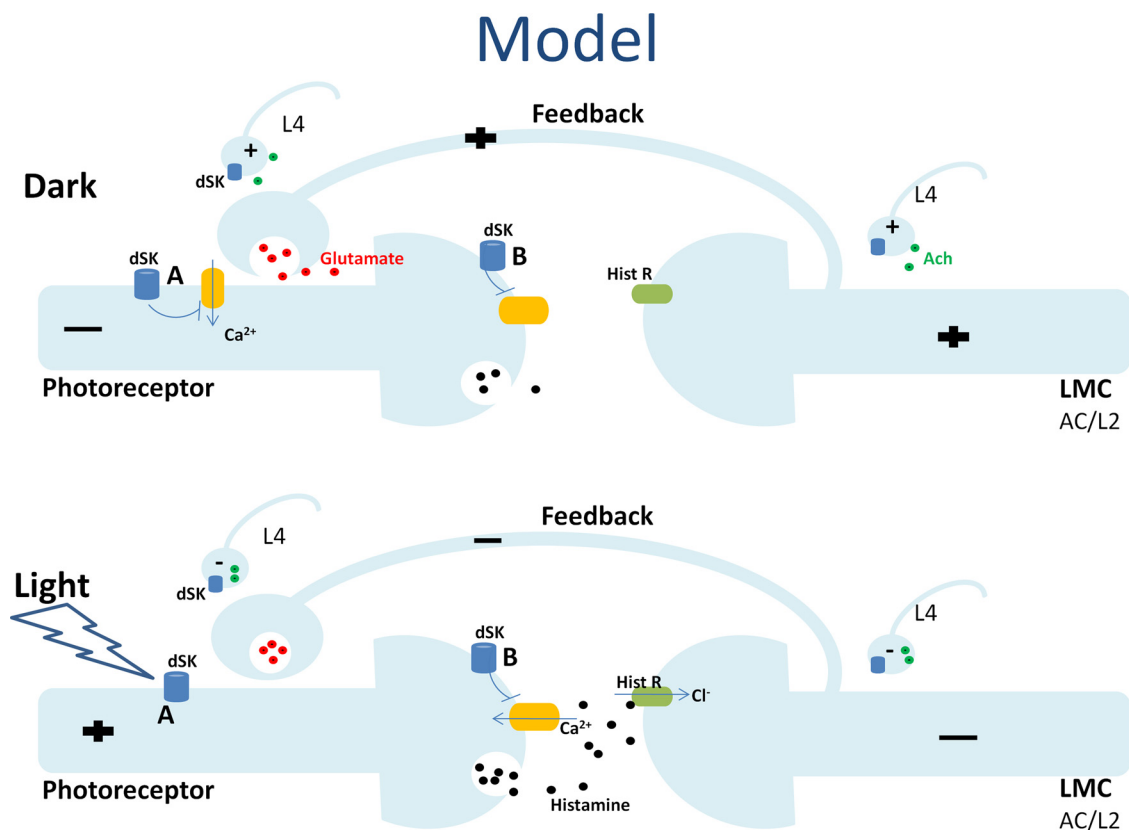 Model
Feedback
L4
+
dSK
Dark
L4
+
Ach
dSK
A
Glutamate
dSK
B
Hist R
Ca²⁺
Photoreceptor
LMC
AC/L2
Feedback
L4
-
dSK
Light
L4
-
dSK
A
dSK
B
Hist R
Cl⁻
Ca²⁺
Photoreceptor
Histamine
LMC
AC/L2